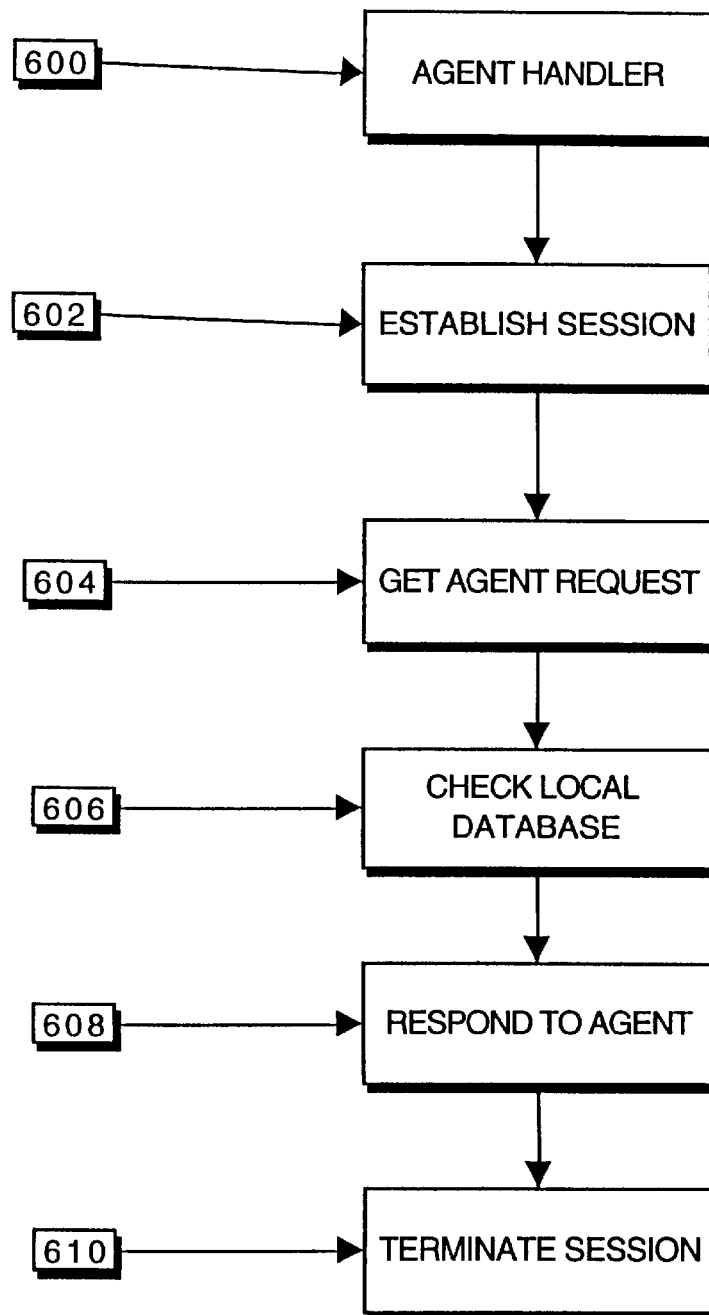 600
AGENT HANDLER
602
ESTABLISH SESSION
604
GET AGENT REQUEST
606
CHECK LOCAL
DATABASE
608
RESPOND TO AGENT
610
TERMINATE SESSION